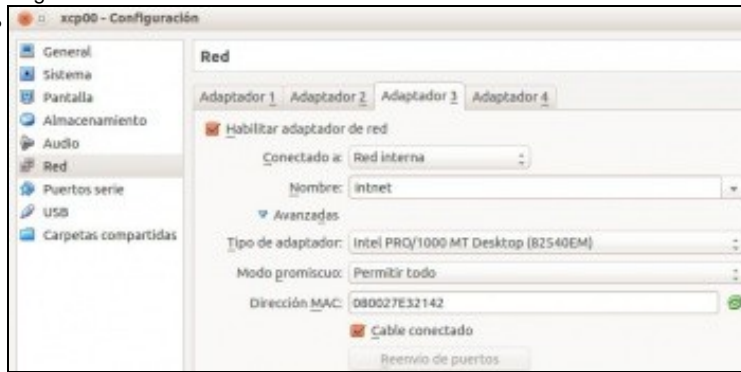 xcp00 - Configuración
General
Sistema
Pantalla
Almacenamiento
Audio
Red
Puertos serie
USB
Carpetas compartidas
Red
Adaptador 1 Adaptador 2 Adaptador 3 Adaptador 4
Habilitar adaptador de red
Conectado a: Red interna
Nombre: intnet
Avanzadas
Tipo de adaptador: Intel PRO/1000 MT Desktop (82540EM)
Modo promiscuo: Permitir todo
Dirección MAC: 080027E32142
Cable conectado
Reenvío de puertos